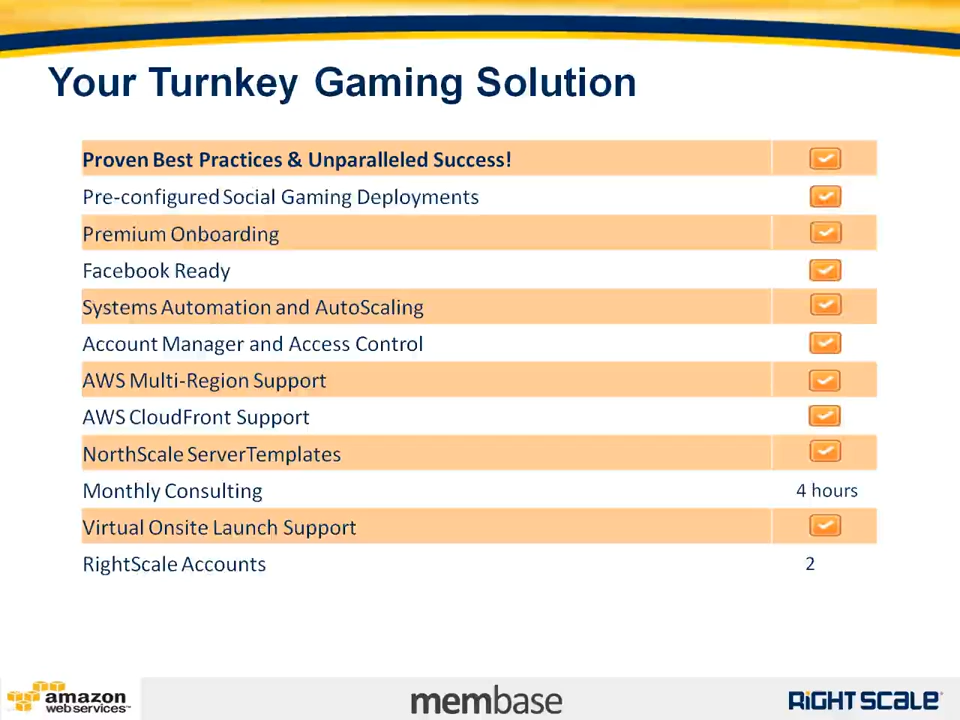 Your Turnkey Gaming Solution
Proven Best Practices & Unparalleled Success!
Pre-configured Social Gaming Deployments
Premium Onboarding
Facebook Ready
Systems Automation and AutoScaling
Account Manager and Access Control
AWS Multi-Region Support
AWS CloudFront Support
NorthScale ServerTemplates
Monthly Consulting 4 hours
Virtual Onsite Launch Support
RightScale Accounts 2
amazon
web services™
membase
RIGHTSCALE